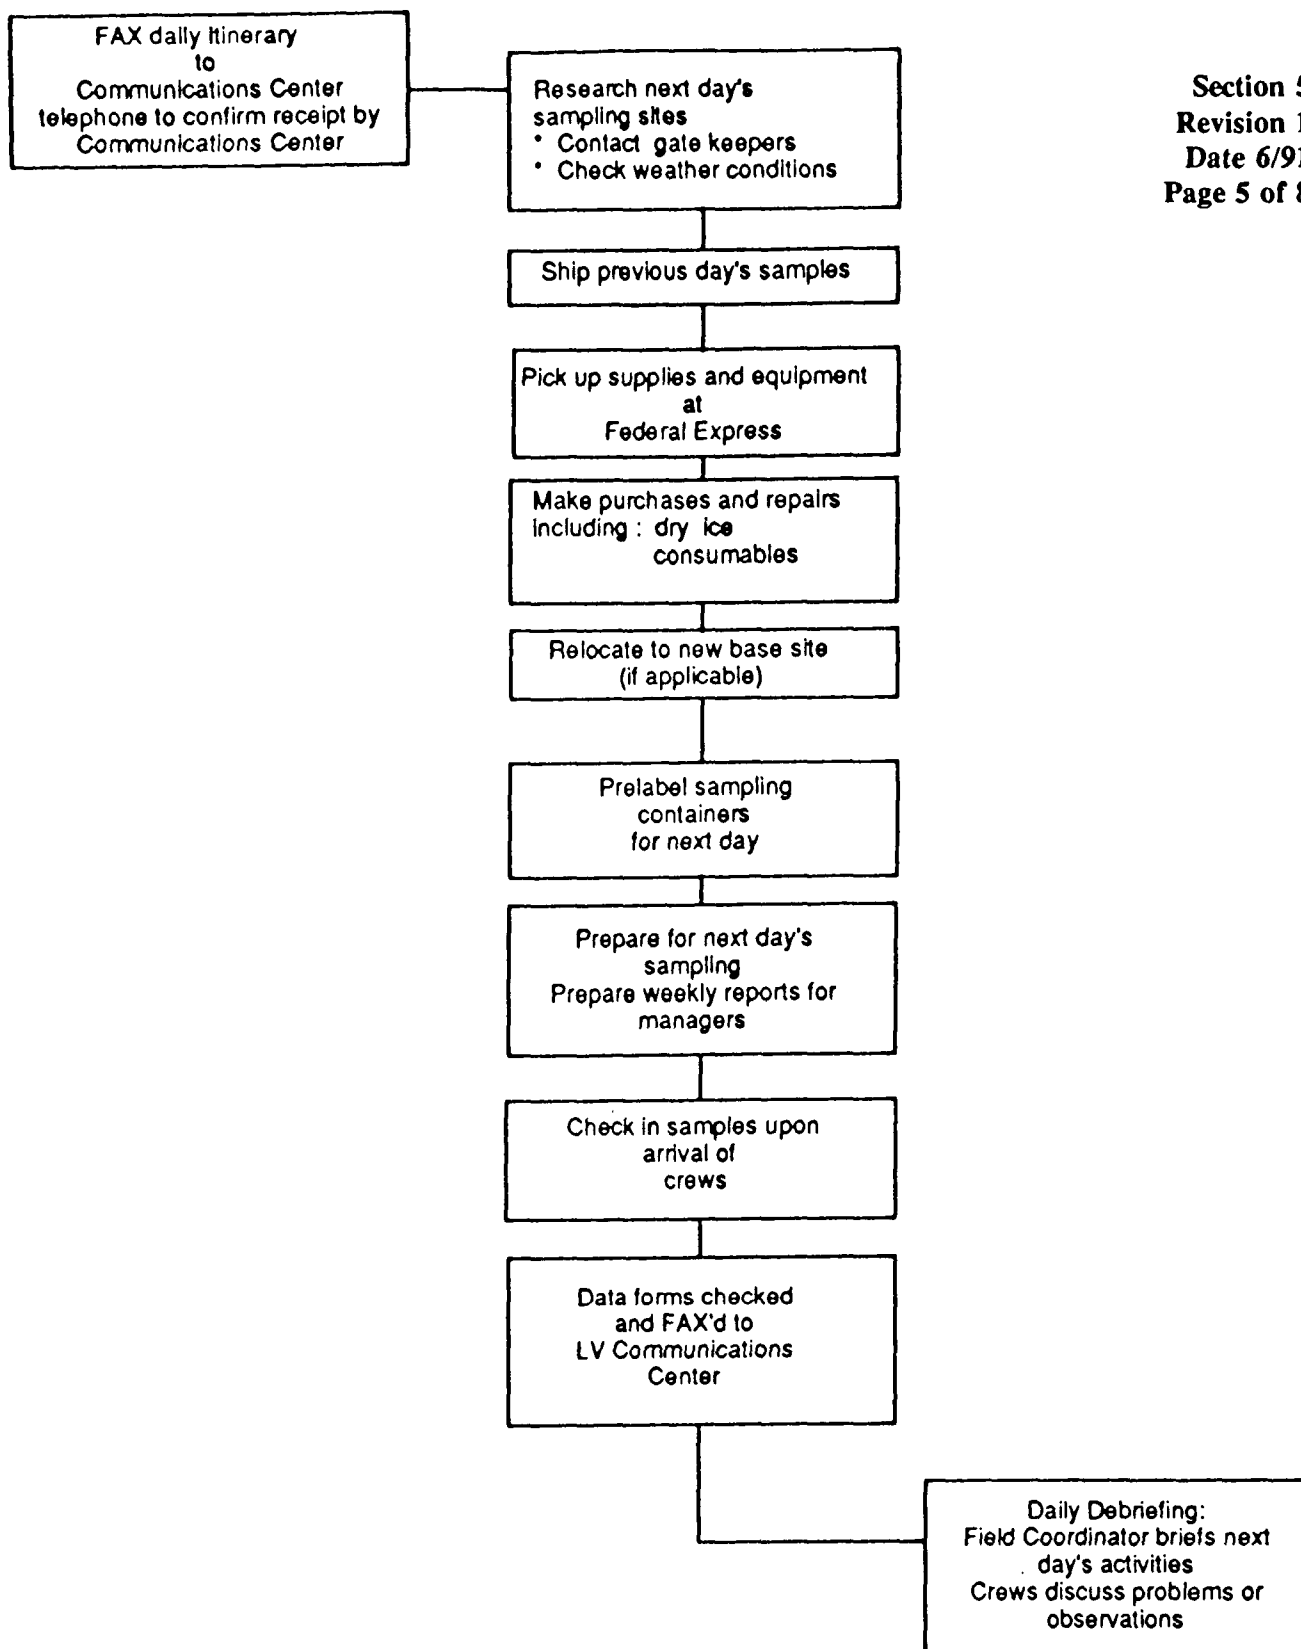 FAX daily itinerary
to
Communications Center
telephone to confirm receipt by
Communications Center
Research next day's
sampling sites
* Contact gate keepers
* Check weather conditions
Section 5
Revision 1
Date 6/91
Page 5 of 8
Ship previous day's samples
Pick up supplies and equipment
at
Federal Express
Make purchases and repairs
including : dry ice
consumables
Relocate to new base site
(if applicable)
Prelabel sampling
containers
for next day
Prepare for next day's
sampling
Prepare weekly reports for
managers
Check in samples upon
arrival of
crews
Data forms checked
and FAX'd to
LV Communications
Center
Daily Debriefing:
Field Coordinator briefs next
day's activities
Crews discuss problems or
observations